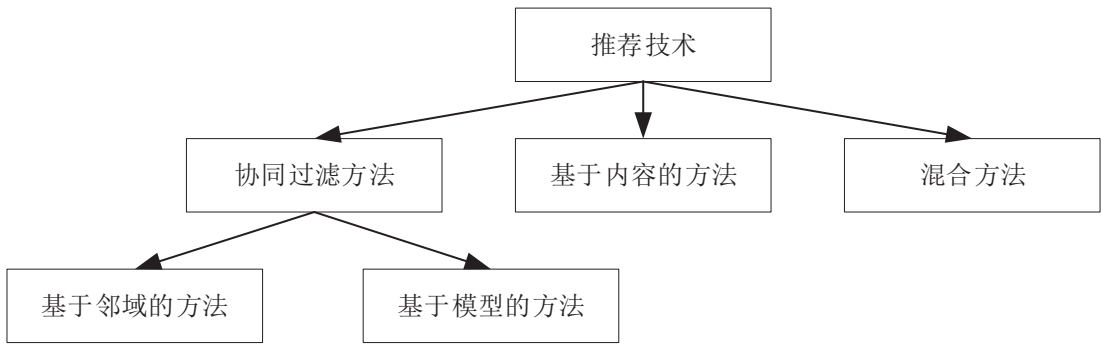 推荐技术
协同过滤方法
基于内容的方法
混合方法
基于邻域的方法
基于模型的方法